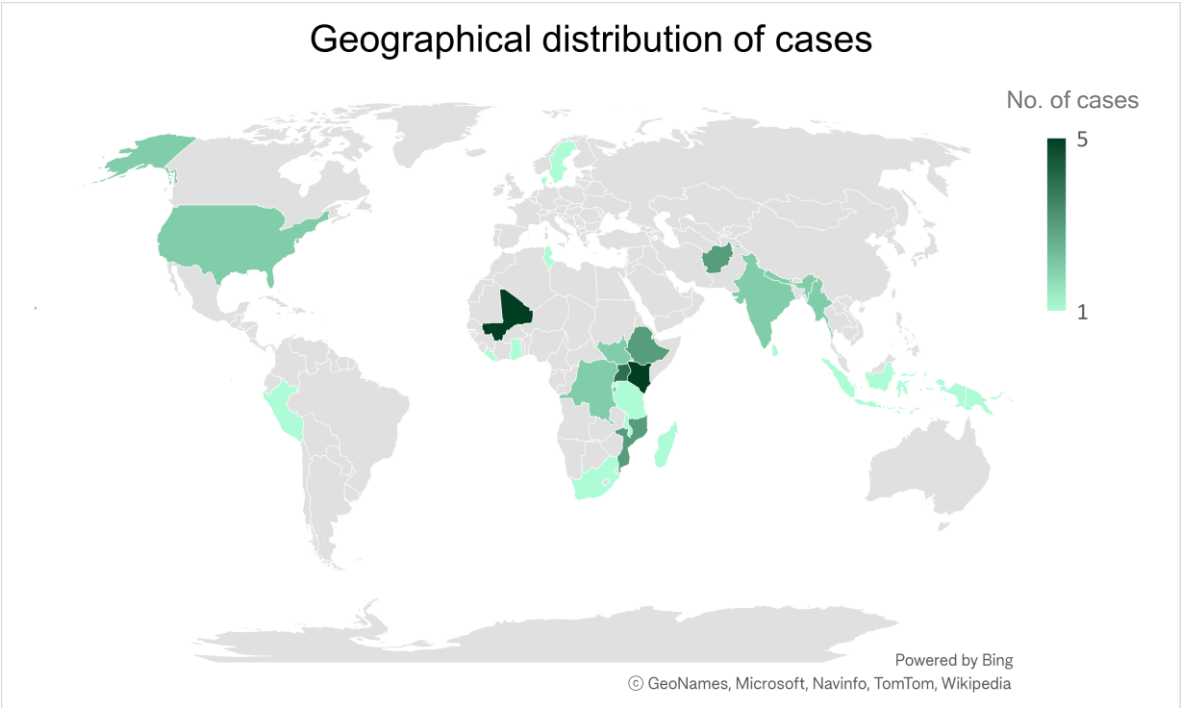 Geographical distribution of cases
No. of cases
5
1
Powered by Bing
© GeoNames, Microsoft, Navinfo, TomTom, Wikipedia